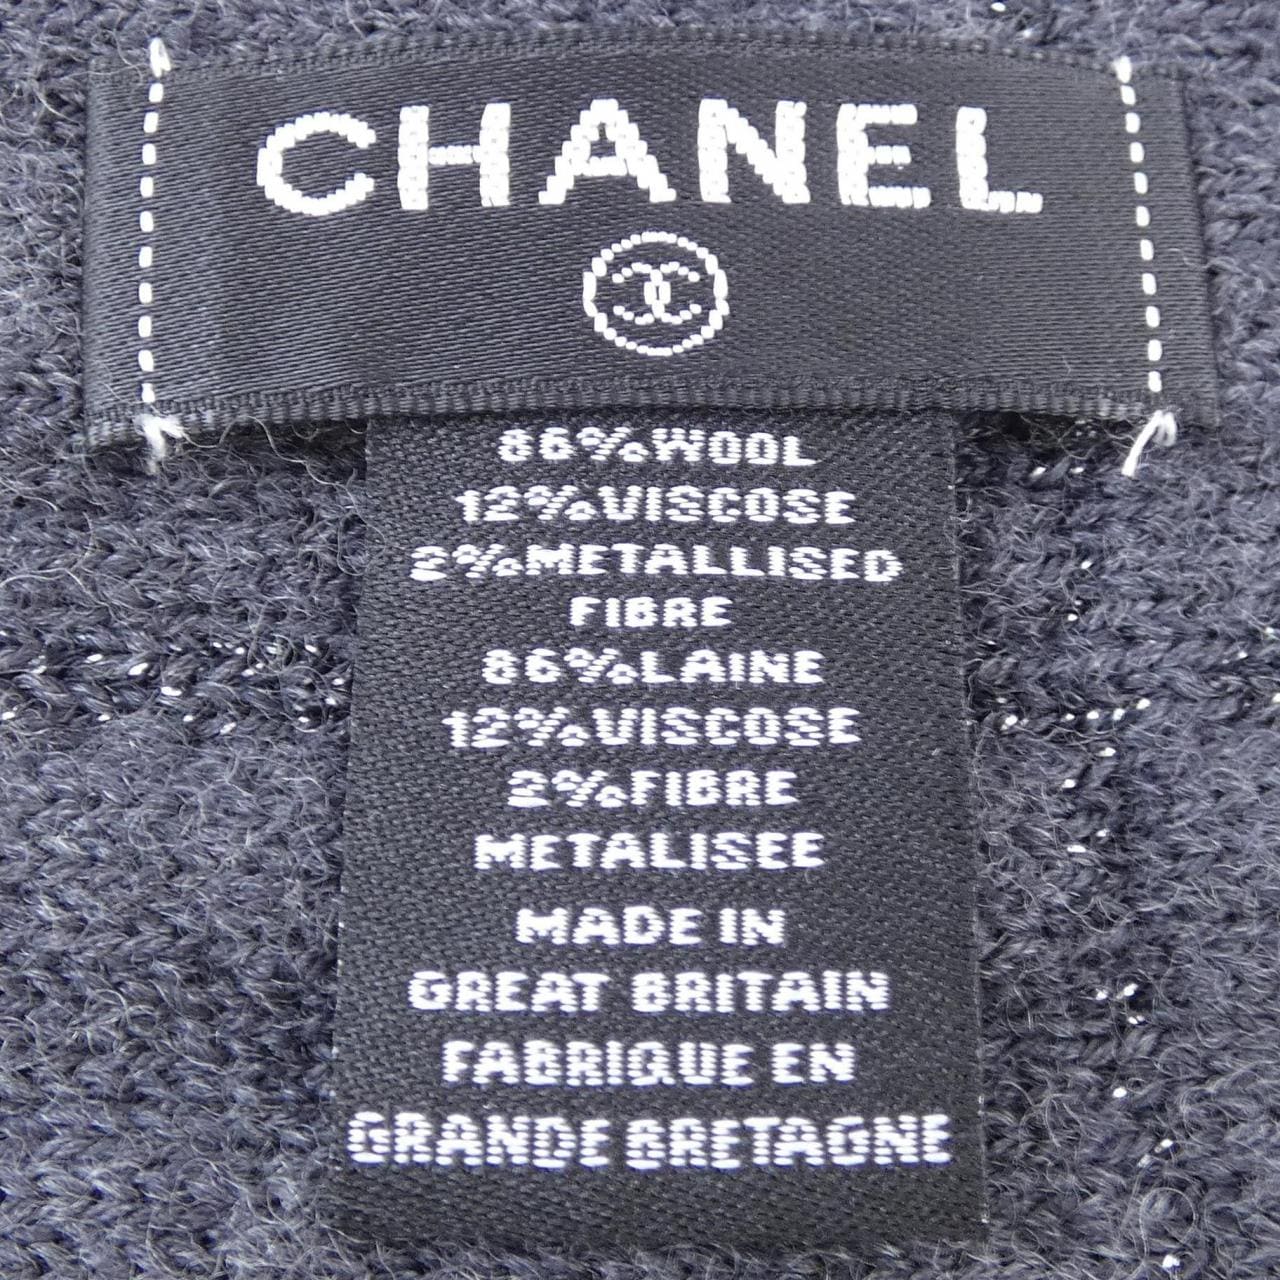 CHANEL
86%WOOL
12%VISCOSE
2%METALLISED
FIBRE
86%LAINE
12%VISCOSE
2%FIBRE
METALISEE
MADE IN
GREAT BRITAIN
FABRIQUE EN
GRANDE BRETAGNE